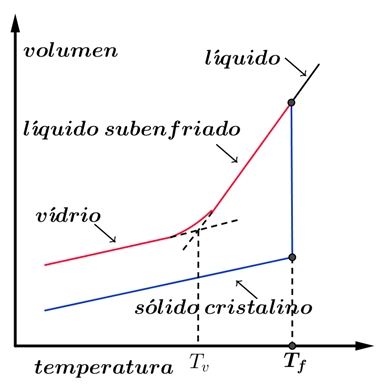 volumen
líquido
líquido subenfriado
vídrio
sólido cristalino
temperatura
T_v
T_f